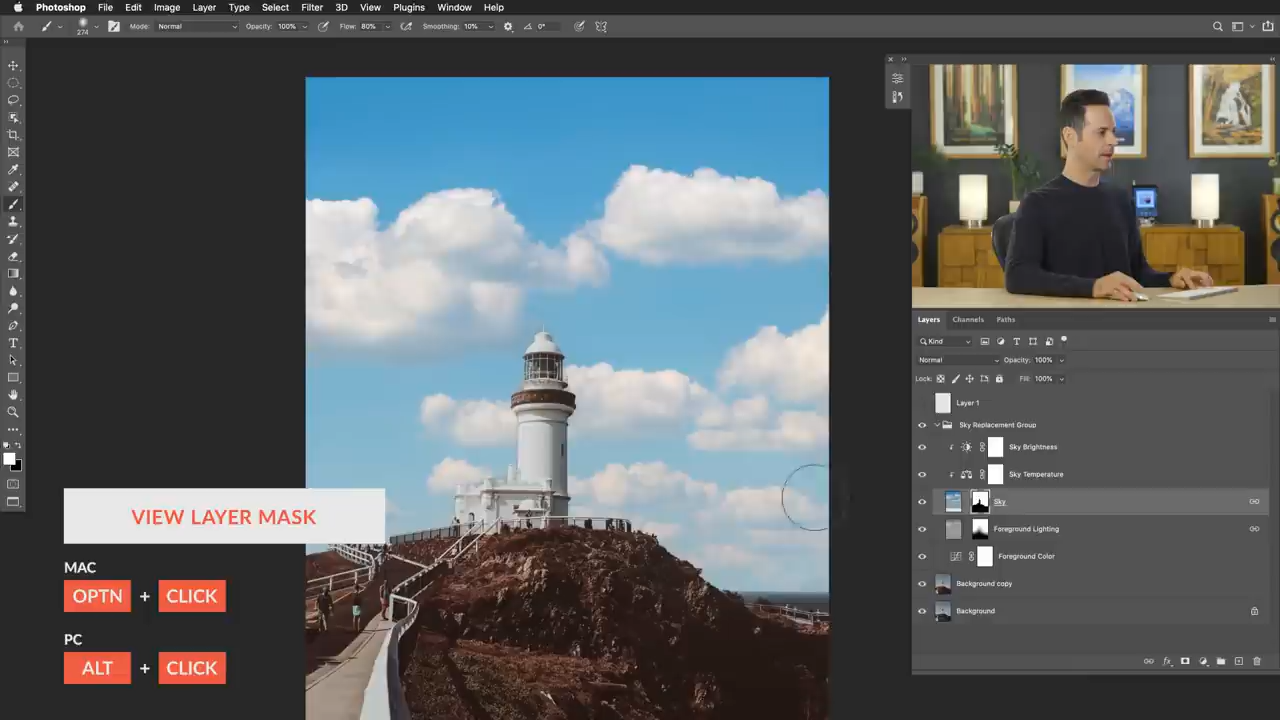 Photoshop File Edit Image Layer Type Select Filter 3D View Plugins Window Help
274 Mode: Normal Opacity: 100% Flow: 80% Smoothing: 10% 0°
Layers Channels Paths
Kind
Normal Opacity: 100%
Lock: Fill: 100%
Layer 1
Sky Replacement Group
Sky Brightness
Sky Temperature
Sky
Foreground Lighting
Foreground Color
Background copy
Background
VIEW LAYER MASK
MAC
OPTN + CLICK
PC
ALT + CLICK